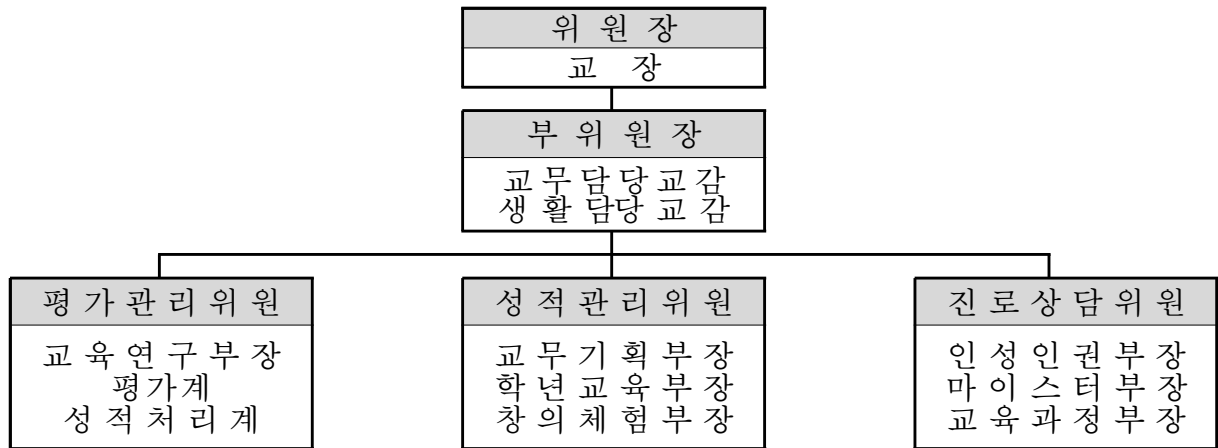 위 원 장
교 장
부 위 원 장
교 무 담 당 교 감
생 활 담당 교 감
평 가 관 리 위 원
교 육 연 구 부 장
평가계
성 적 처 리 계
성 적 관 리 위 원
교 무 기 획 부 장
학 년 교 육 부 장
창 의 체 험 부 장
진 로 상 담 위 원
인 성 인 권 부 장
마 이 스 터 부 장
교 육 과 정 부 장